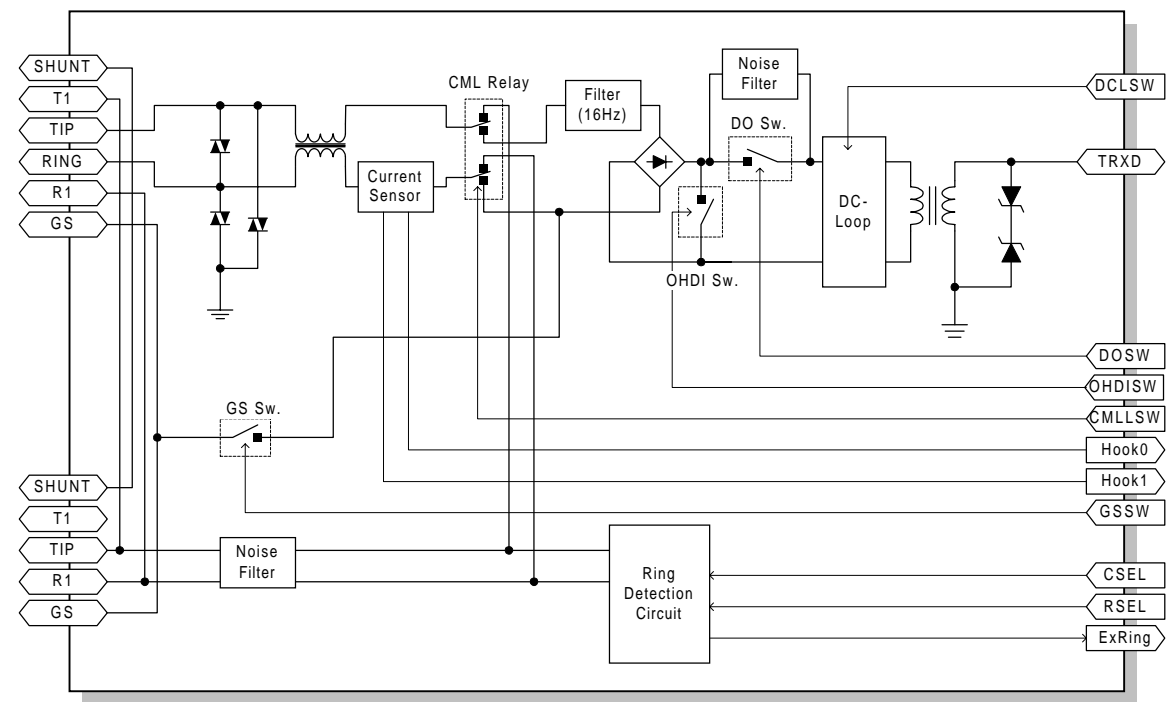 SHUNT
T1
TIP
RING
R1
GS
CML Relay
Current
Sensor
Filter
(16Hz)
Noise
Filter
DO Sw.
OHDI Sw.
DC-
Loop
DCLSW
TRXD
DOSW
OHDISW
CMLLSW
Hook0
Hook1
GSSW
GS Sw.
SHUNT
T1
TIP
R1
GS
Noise
Filter
Ring
Detection
Circuit
CSEL
RSEL
ExRing